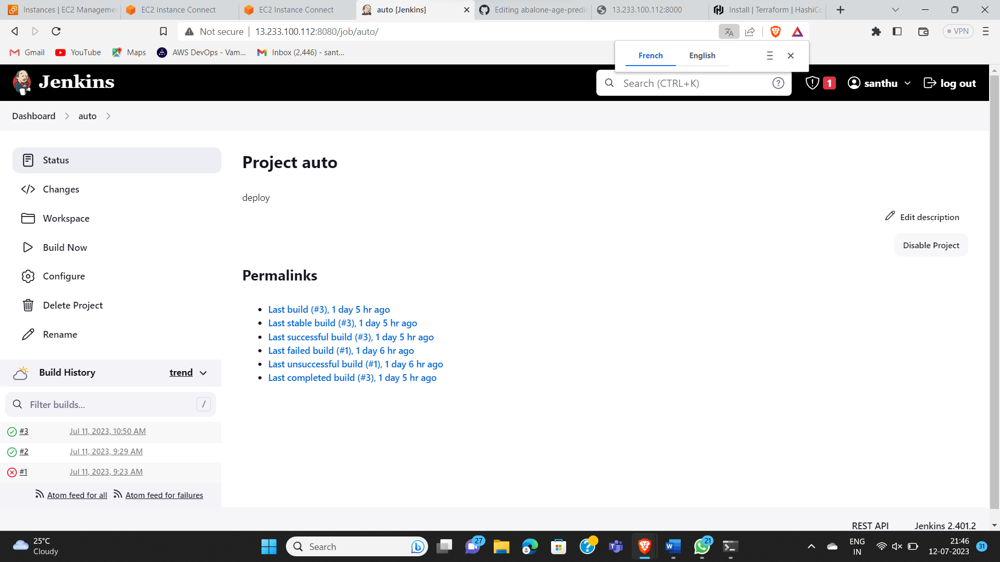 Instances | EC2 Managemen
EC2 Instance Connect
EC2 Instance Connect
auto [Jenkins]
Editing abalone-age-predic
13.233.100.112:8000
Install | Terraform | HashiCo
Not secure
13.233.100.112:8080/job/auto/
VPN
Gmail
YouTube
Maps
AWS DevOps - Vam...
Inbox (2,446) - sant...
French
English
Jenkins
Search (CTRL+K)
?
1
santhu
log out
Dashboard
auto
Status
Changes
Workspace
Build Now
Configure
Delete Project
Rename
Project auto
deploy
Edit description
Disable Project
Permalinks
Last build (#3), 1 day 5 hr ago
Last stable build (#3), 1 day 5 hr ago
Last successful build (#3), 1 day 5 hr ago
Last failed build (#1), 1 day 6 hr ago
Last unsuccessful build (#1), 1 day 6 hr ago
Last completed build (#3), 1 day 5 hr ago
Build History
trend
Filter builds...
/
#3
Jul 11, 2023, 10:50 AM
#2
Jul 11, 2023, 9:29 AM
#1
Jul 11, 2023, 9:23 AM
Atom feed for all
Atom feed for failures
REST API
Jenkins 2.401.2
25°C
Cloudy
Search
27
21
ENG
IN
21:46
12-07-2023
31